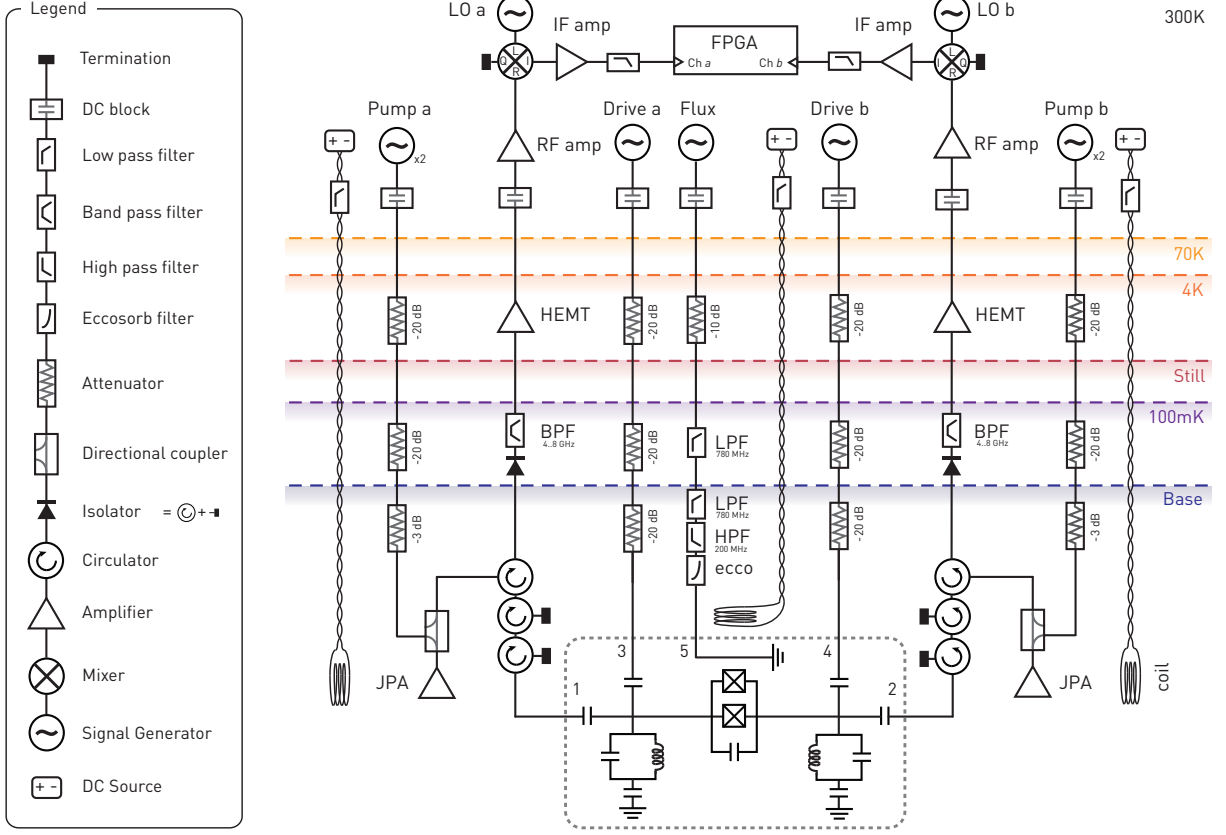 Legend
Termination
DC block
Low pass filter
Band pass filter
High pass filter
Eccosorb filter
Attenuator
Directional coupler
Isolator = +
Circulator
Amplifier
Mixer
Signal Generator
+ - DC Source
LO a
LO b
300K
IF amp
FPGA
IF amp
Ch a
Ch b
L
Q I
R
L
I Q
R
Pump a
x2
RF amp
Drive a
Flux
Drive b
RF amp
Pump b
x2
+ -
+ -
+ -
70K
4K
-20 dB
HEMT
-20 dB
-10 dB
-20 dB
HEMT
-20 dB
Still
100mK
-20 dB
BPF
4..8 GHz
-20 dB
LPF
780 MHz
-20 dB
BPF
4..8 GHz
-20 dB
Base
-3 dB
-20 dB
LPF
780 MHz
HPF
200 MHz
ecco
-20 dB
-3 dB
JPA
JPA
coil
3
5
4
1
2